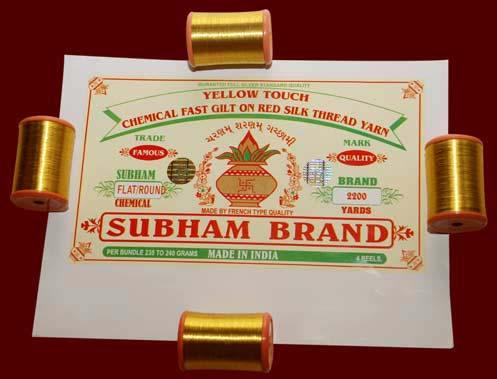 GURANTED FULL SILVER STANDARD QUALITY
YELLOW TOUCH
CHEMICAL FAST GILT ON RED SILK THREAD YARN
TRADE
FAMOUS
SUBHAM
FLAT/ROUND
CHEMICAL
MARK
QUALITY
BRAND
2200
YARDS
MADE BY FRENCH TYPE QUALITY
SUBHAM BRAND
PER BUNDLE 235 TO 240 GRAMS
MADE IN INDIA
4 REELS.